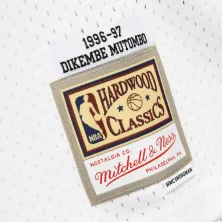 1996-97
DIKEMBE MUTOMBO
HARDWOOD
NBA
CLASSICS
NOSTALGIA CO.
PHILADELPHIA, PA.
Mitchell & Ness